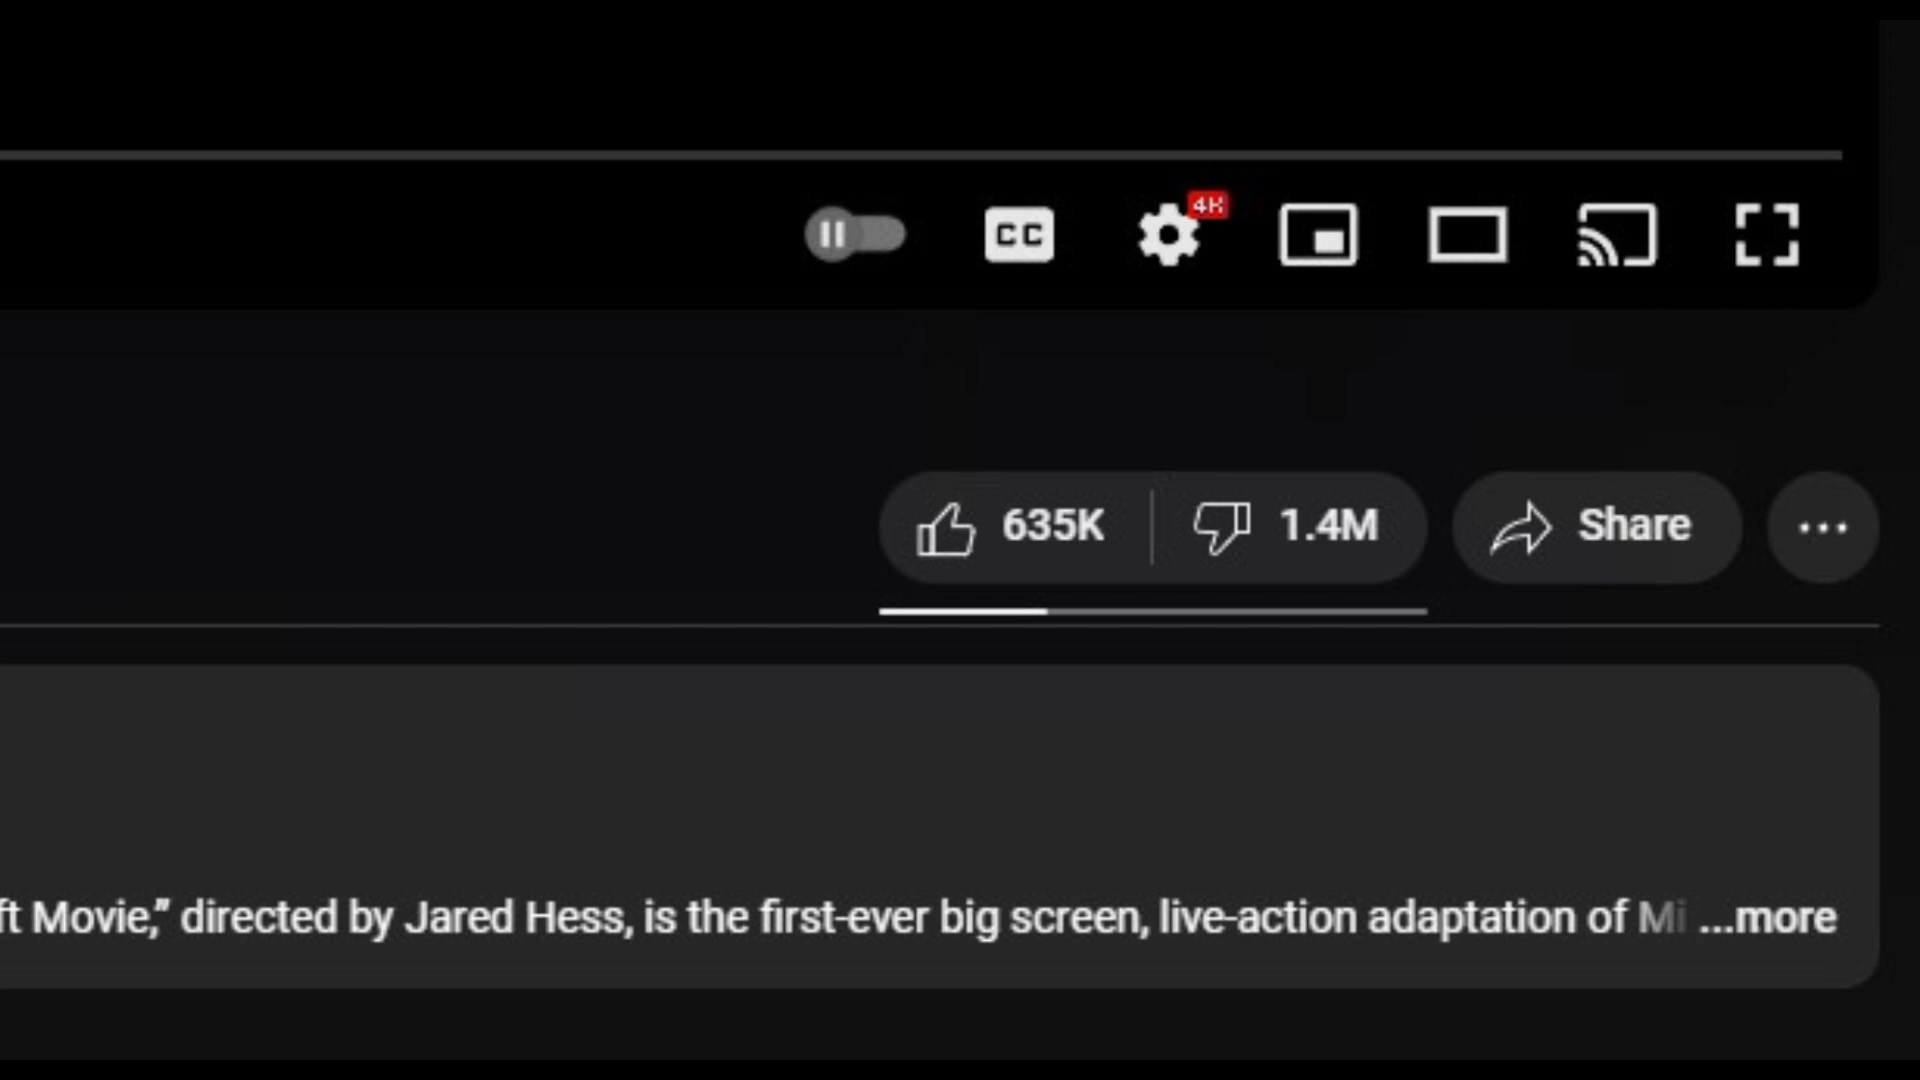 CC
4K
635K
1.4M
Share
ft Movie,” directed by Jared Hess, is the first-ever big screen, live-action adaptation of Mi ...more